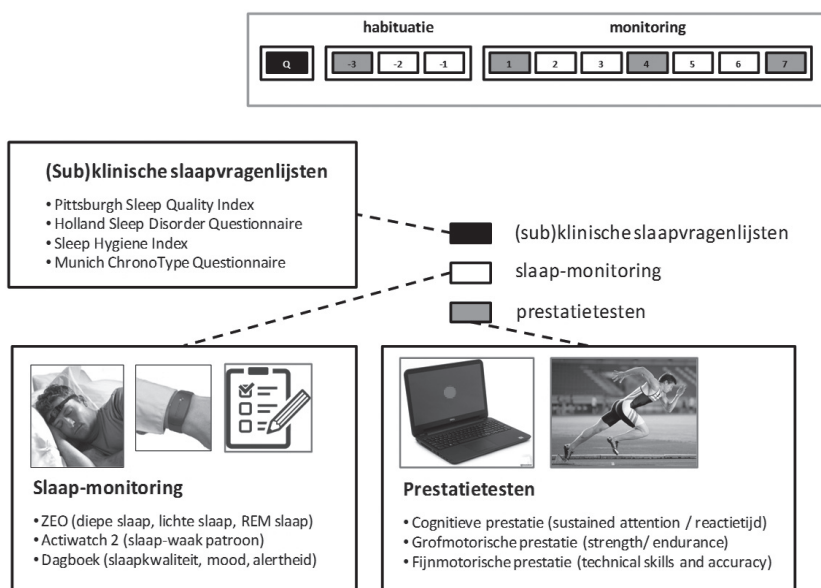 habituatie monitoring
Q -3 -2 -1 1 2 3 4 5 6 7
(Sub)klinische slaapvragenlijsten
• Pittsburgh Sleep Quality Index
• Holland Sleep Disorder Questionnaire
• Sleep Hygiene Index
• Munich ChronoType Questionnaire
(sub)klinische slaapvragenlijsten
slaap-monitoring
prestatietesten
Slaap-monitoring
• ZEO (diepe slaap, lichte slaap, REM slaap)
• Actiwatch 2 (slaap-waak patroon)
• Dagboek (slaapkwaliteit, mood, alertheid)
Prestatietesten
• Cognitieve prestatie (sustained attention / reactietijd)
• Grofmotorische prestatie (strength/ endurance)
• Fijnmotorische prestatie (technical skills and accuracy)